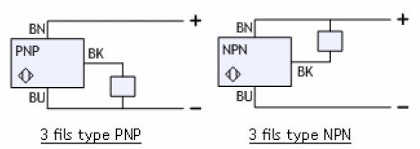 BN
+
PNP
BK
BU
−
3 fils type PNP
+
BN
NPN
BK
BU
−
3 fils type NPN